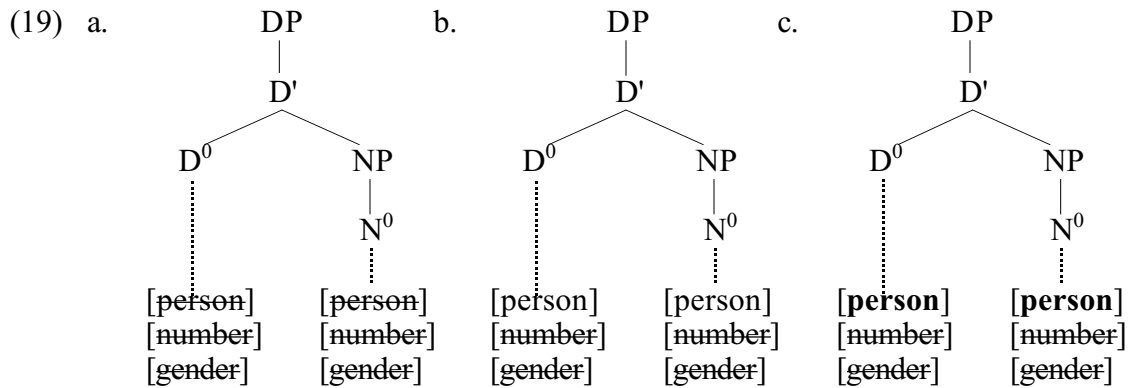 (19) a. DP b. DP c. DP
D' D' D'
D⁰ NP D⁰ NP D⁰ NP
N⁰ N⁰ N⁰
[person] [person] [person] [person] [person] [person]
[number] [number] [number] [number] [number] [number]
[gender] [gender] [gender] [gender] [gender] [gender]